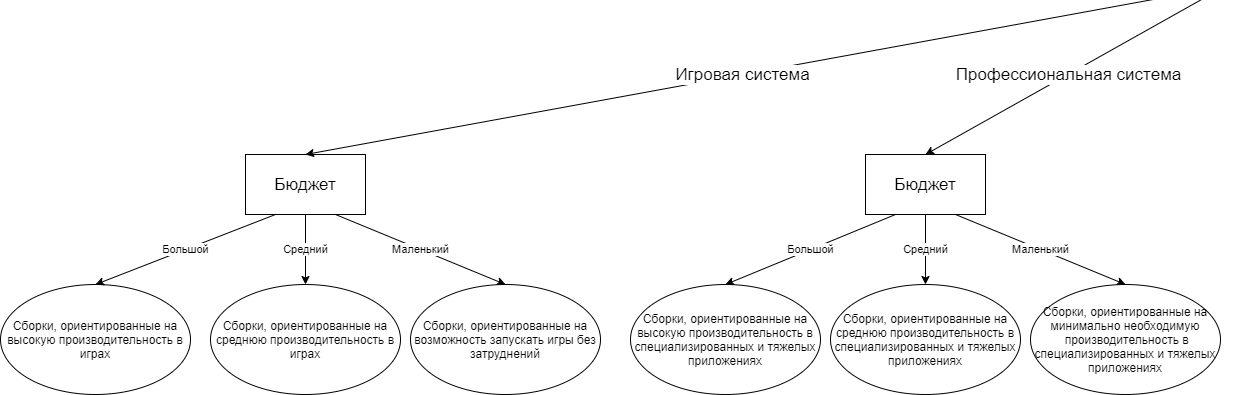 Игровая система
Профессиональная система
Бюджет
Бюджет
Большой
Средний
Маленький
Большой
Средний
Маленький
Сборки, ориентированные на
высокую производительность в
играх
Сборки, ориентированные на
среднюю производительность в
играх
Сборки, ориентированные на
возможность запускать игры без
затруднений
Сборки, ориентированные на
высокую производительность в
специализированных и тяжелых
приложениях
Сборки, ориентированные на
среднюю производительность в
специализированных и тяжелых
приложениях
Сборки, ориентированные на
минимально необходимую
производительность в
специализированных и тяжелых
приложениях